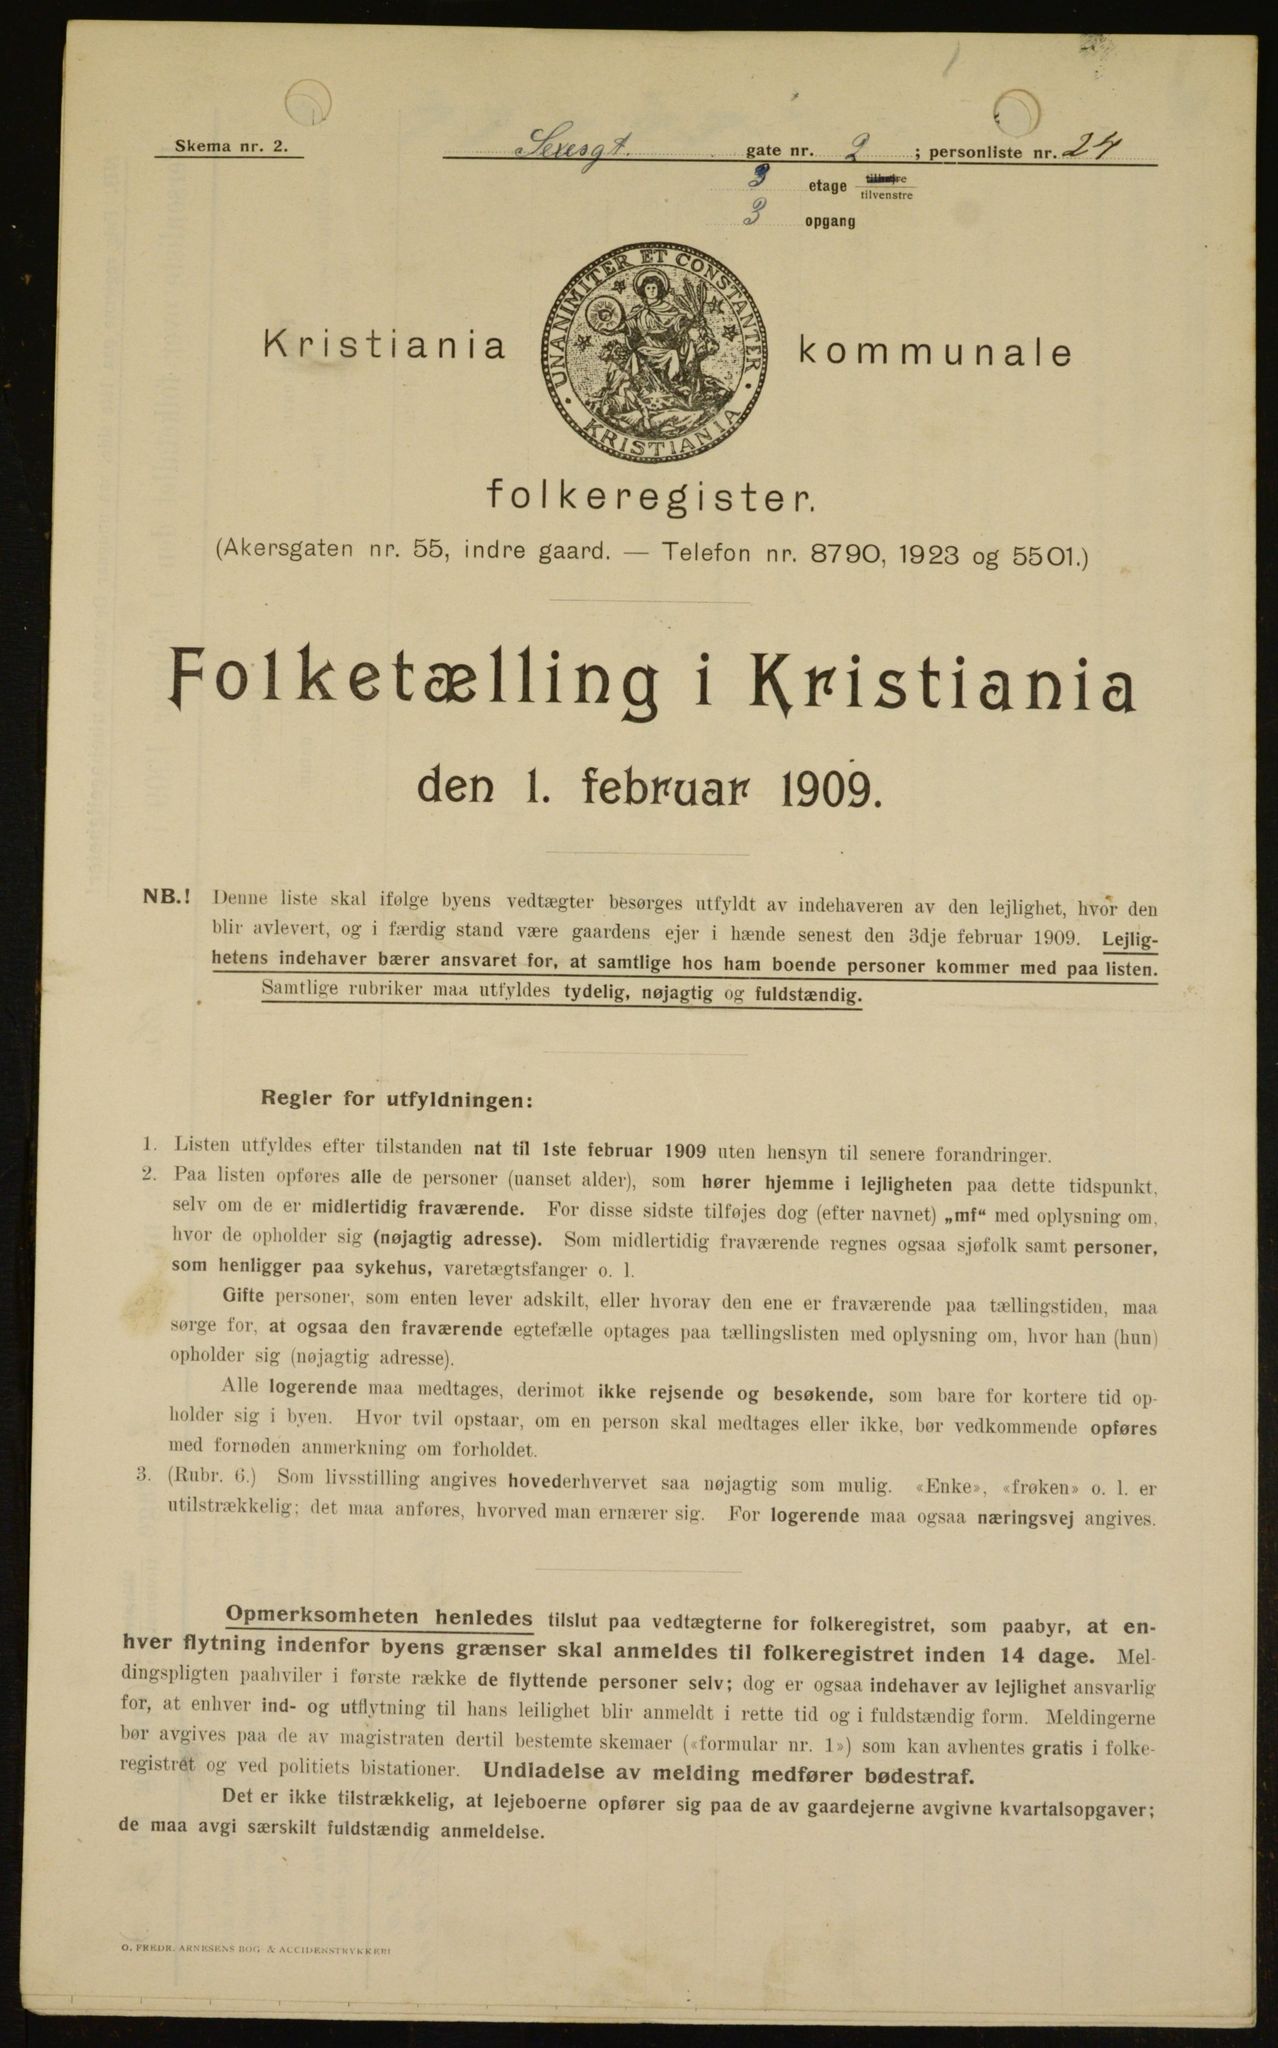 Skema nr. 2. Sexesgt. gate nr. 2 ; personliste nr. 24
3 etage tilhøire
tilvenstre
3 opgang
UNANIMITER ET CONSTANTER · KRISTIANIA ·
Kristiania kommunale
folkeregister.
(Akersgaten nr. 55, indre gaard. — Telefon nr. 8790, 1923 og 5501.)
Folketælling i Kristiania
den 1. februar 1909.
NB.! Denne liste skal ifølge byens vedtægter besørges utfyldt av indehaveren av den lejlighet, hvor den
blir avlevert, og i færdig stand være gaardens ejer i hænde senest den 3dje februar 1909. Lejlig-
hetens indehaver bærer ansvaret for, at samtlige hos ham boende personer kommer med paa listen.
Samtlige rubriker maa utfyldes tydelig, nøjagtig og fuldstændig.
Regler for utfyldningen:
1. Listen utfyldes efter tilstanden nat til 1ste februar 1909 uten hensyn til senere forandringer.
2. Paa listen opføres alle de personer (uanset alder), som hører hjemme i lejligheten paa dette tidspunkt,
selv om de er midlertidig fraværende. For disse sidste tilføjes dog (efter navnet) „mf“ med oplysning om,
hvor de opholder sig (nøjagtig adresse). Som midlertidig fraværende regnes ogsaa sjøfolk samt personer,
som henligger paa sykehus, varetægtsfanger o. l.
Gifte personer, som enten lever adskilt, eller hvorav den ene er fraværende paa tællingstiden, maa
sørge for, at ogsaa den fraværende egtefælle optages paa tællingslisten med oplysning om, hvor han (hun)
opholder sig (nøjagtig adresse).
Alle logerende maa medtages, derimot ikke rejsende og besøkende, som bare for kortere tid op-
holder sig i byen. Hvor tvil opstaar, om en person skal medtages eller ikke, bør vedkommende opføres
med fornøden anmerkning om forholdet.
3. (Rubr. 6.) Som livsstilling angives hovederhvervet saa nøjagtig som mulig. «Enke», «frøken» o. l. er
utilstrækkelig; det maa anføres, hvorved man ernærer sig. For logerende maa ogsaa næringsvej angives.
Opmerksomheten henledes tilslut paa vedtægterne for folkeregistret, som paabyr, at en-
hver flytning indenfor byens grænser skal anmeldes til folkeregistret inden 14 dage. Mel-
dingspligten paahviler i første række de flyttende personer selv; dog er ogsaa indehaver av lejlighet ansvarlig
for, at enhver ind- og utflytning til hans leilighet blir anmeldt i rette tid og i fuldstændig form. Meldingerne
bør avgives paa de av magistraten dertil bestemte skemaer («formular nr. 1») som kan avhentes gratis i folke-
registret og ved politiets bistationer. Undladelse av melding medfører bødestraf.
Det er ikke tilstrækkelig, at lejeboerne opfører sig paa de av gaardejerne avgivne kvartalsopgaver;
de maa avgi særskilt fuldstændig anmeldelse.
O. FREDR. ARNESENS BOG & ACCIDENSTRYKKERI